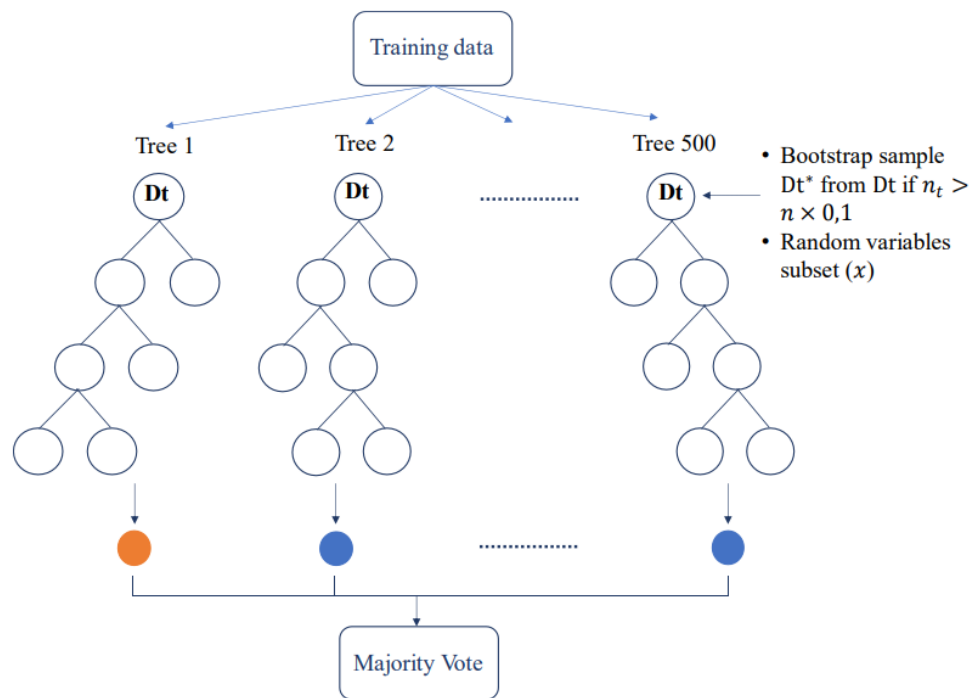 Training data
Tree 1
Tree 2
Tree 500
Dt
Dt
Dt
• Bootstrap sample
Dt* from Dt if nₜ >
n × 0,1
• Random variables
subset (x)
Majority Vote